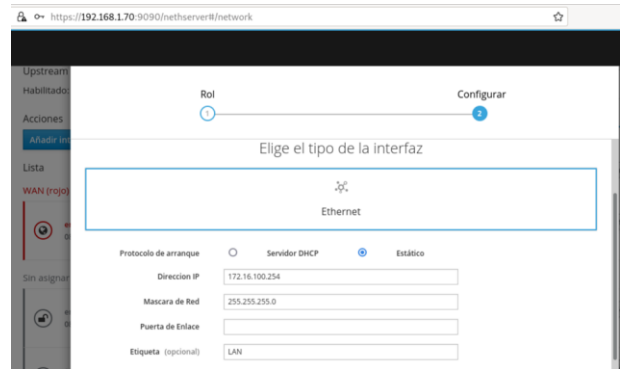 https://192.168.1.70:9090/nethserver#/network
Upstream
Habilitado:
Acciones
Añadir int
Lista
WAN (rojo)
Sin asignar
Rol
Configurar
1
2
Elige el tipo de la interfaz
Ethernet
Protocolo de arranque
Servidor DHCP
Estático
Direccion IP
172.16.100.254
Mascara de Red
255.255.255.0
Puerta de Enlace
Etiqueta (opcional)
LAN